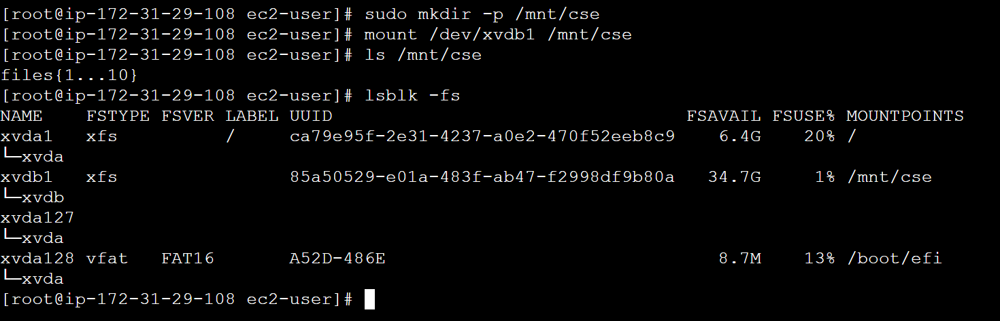 [root@ip-172-31-29-108 ec2-user]# sudo mkdir -p /mnt/cse
[root@ip-172-31-29-108 ec2-user]# mount /dev/xvdb1 /mnt/cse
[root@ip-172-31-29-108 ec2-user]# ls /mnt/cse
files{1...10}
[root@ip-172-31-29-108 ec2-user]# lsblk -fs
NAME    FSTYPE FSVER LABEL UUID                                 FSAVAIL FSUSE% MOUNTPOINTS
xvda1   xfs          /     ca79e95f-2e31-4237-a0e2-470f52eeb8c9    6.4G    20% /
└─xvda
xvdb1   xfs                85a50529-e01a-483f-ab47-f2998df9b80a   34.7G     1% /mnt/cse
└─xvdb
xvda127
└─xvda
xvda128 vfat   FAT16       A52D-486E                               8.7M    13% /boot/efi
└─xvda
[root@ip-172-31-29-108 ec2-user]#